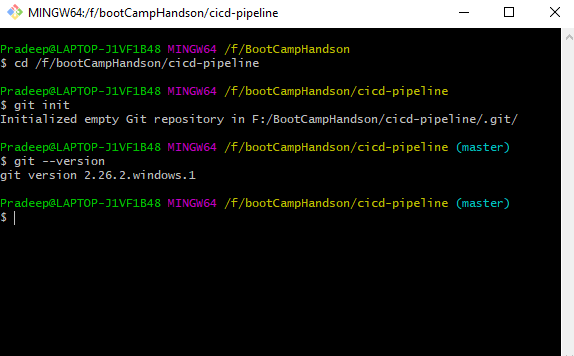 MINGW64:/f/bootCampHandson/cicd-pipeline
Pradeep@LAPTOP-J1VF1B48 MINGW64 /f/BootCampHandson
$ cd /f/bootCampHandson/cicd-pipeline
Pradeep@LAPTOP-J1VF1B48 MINGW64 /f/bootCampHandson/cicd-pipeline
$ git init
Initialized empty Git repository in F:/BootCampHandson/cicd-pipeline/.git/
Pradeep@LAPTOP-J1VF1B48 MINGW64 /f/bootCampHandson/cicd-pipeline (master)
$ git --version
git version 2.26.2.windows.1
Pradeep@LAPTOP-J1VF1B48 MINGW64 /f/bootCampHandson/cicd-pipeline (master)
$